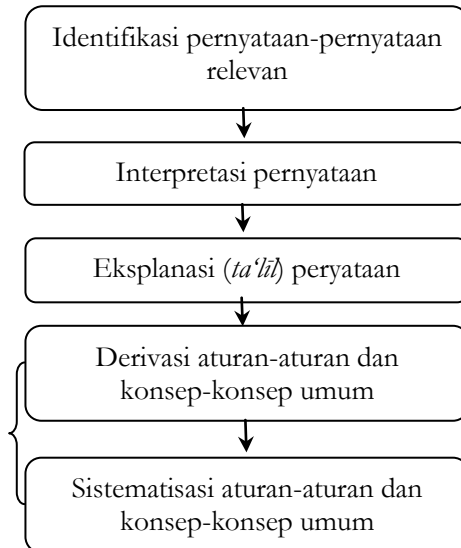 Identifikasi pernyataan-pernyataan
relevan
Interpretasi pernyataan
Eksplanasi (ta‘līl) peryataan
Derivasi aturan-aturan dan
konsep-konsep umum
Sistematisasi aturan-aturan dan
konsep-konsep umum